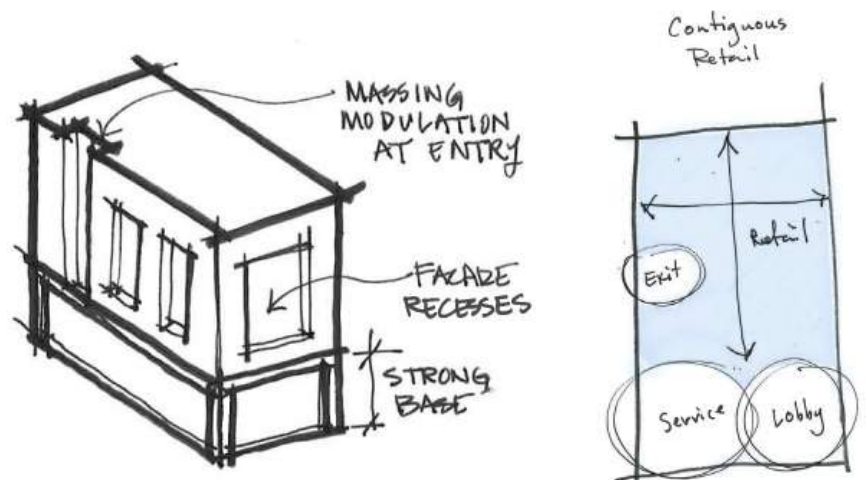 MASSING
MODULATION
AT ENTRY
FACADE
RECESSES
STRONG
BASE
Contiguous
Retail
Retail
Exit
Service
Lobby